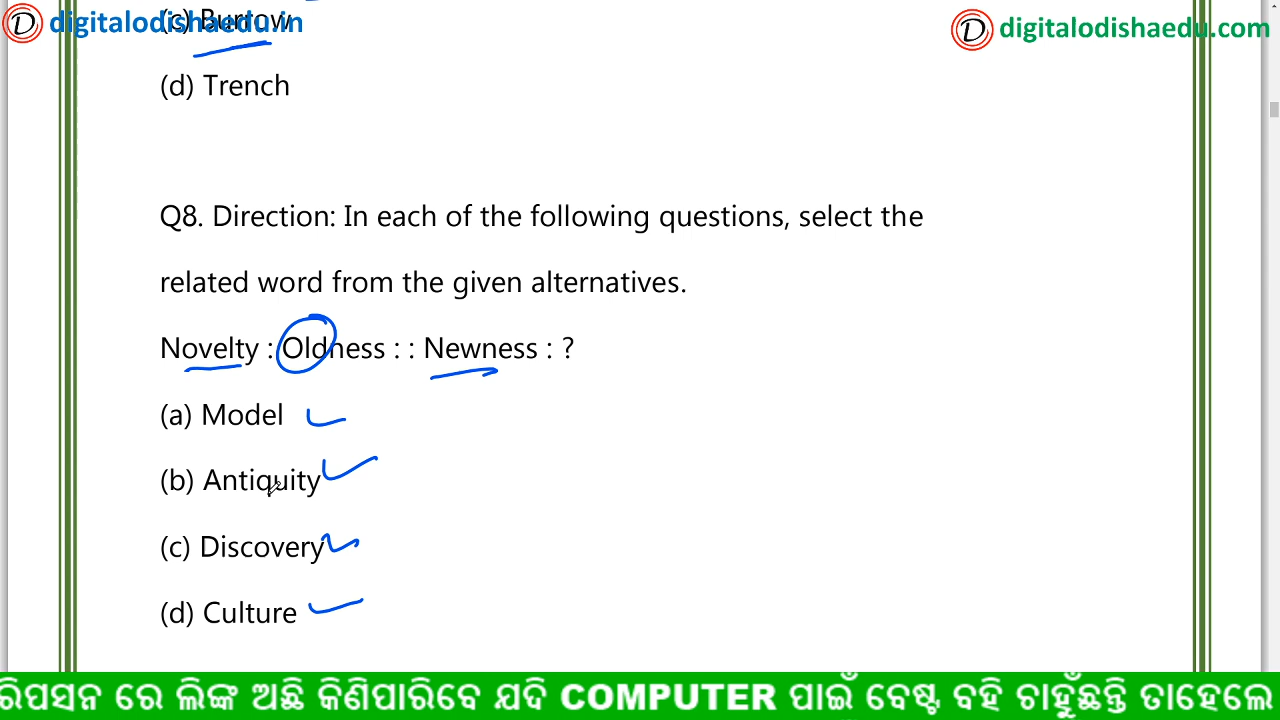 (c) Burrow
digitalodishaedu.in
digitalodishaedu.com
(d) Trench
Q8. Direction: In each of the following questions, select the
related word from the given alternatives.
Novelty : Oldness : : Newness : ?
(a) Model
(b) Antiquity
(c) Discovery
(d) Culture
ରିପସନ ରେ ଲିଙ୍କ ଅଛି କିଣିପାରିବେ ଯଦି COMPUTER ପାଇଁ ବେଷ୍ଟ ବହି ଚାହୁଁଛନ୍ତି ତାହେଲେ